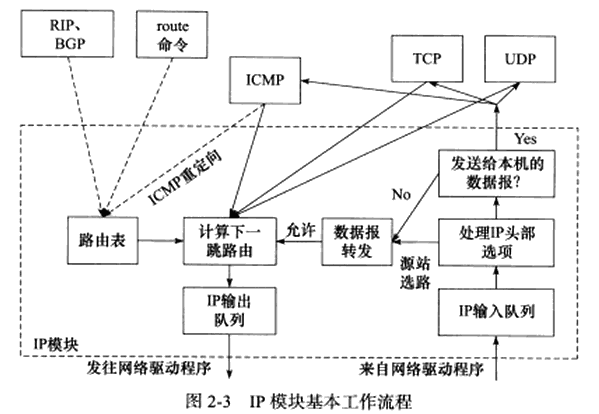 RIP、
BGP
route
命令
ICMP
TCP
UDP
Yes
ICMP重定向
发送给本机的
数据报？
No
路由表
计算下一
跳路由
允许
数据报
转发
源站
选路
处理IP头部
选项
IP输出
队列
IP输入队列
IP模块
发往网络驱动程序
来自网络驱动程序
图 2-3 IP 模块基本工作流程